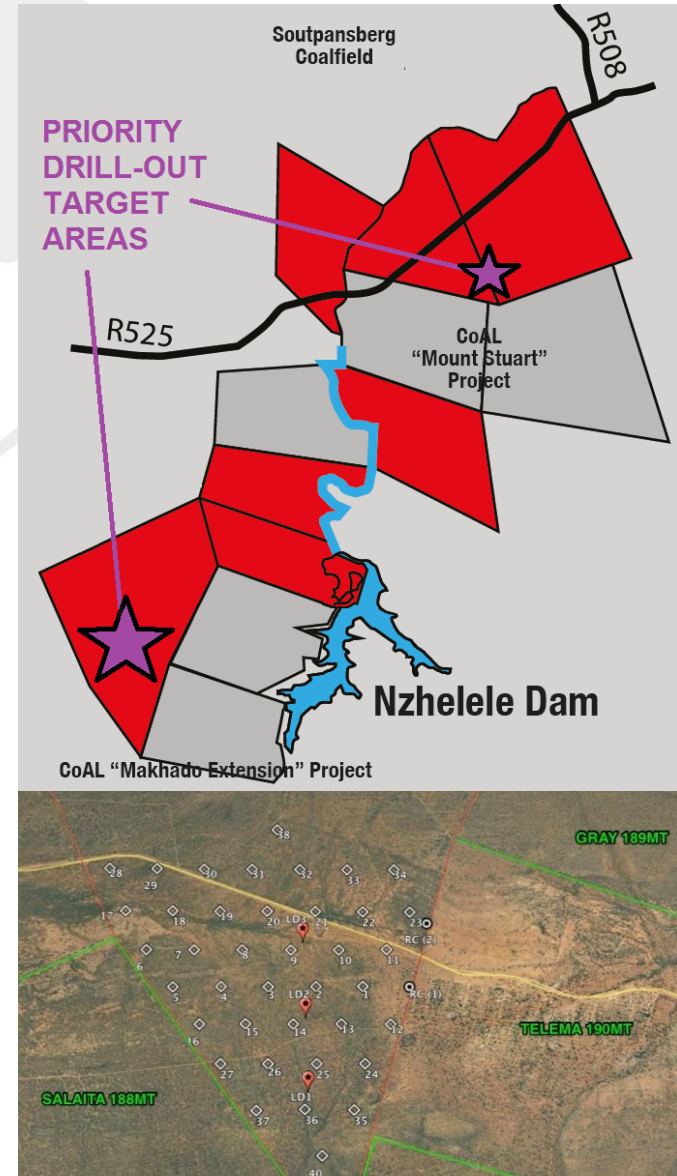 Soutpansberg
Coalfield
R508
PRIORITY
DRILL-OUT
TARGET
AREAS
R525
CoAL
“Mount Stuart”
Project
Nzhelele Dam
CoAL “Makhado Extension” Project
38
GRAY 189MT
28
29
30
31
32
33
34
17
18
19
20
LD3
21
22
23
RC (2)
6
7
8
9
10
11
5
4
3
LD2
2
1
RC (1)
16
15
14
13
12
TELEMA 190MT
27
26
25
24
SALAITA 188MT
LD1
37
36
35
40